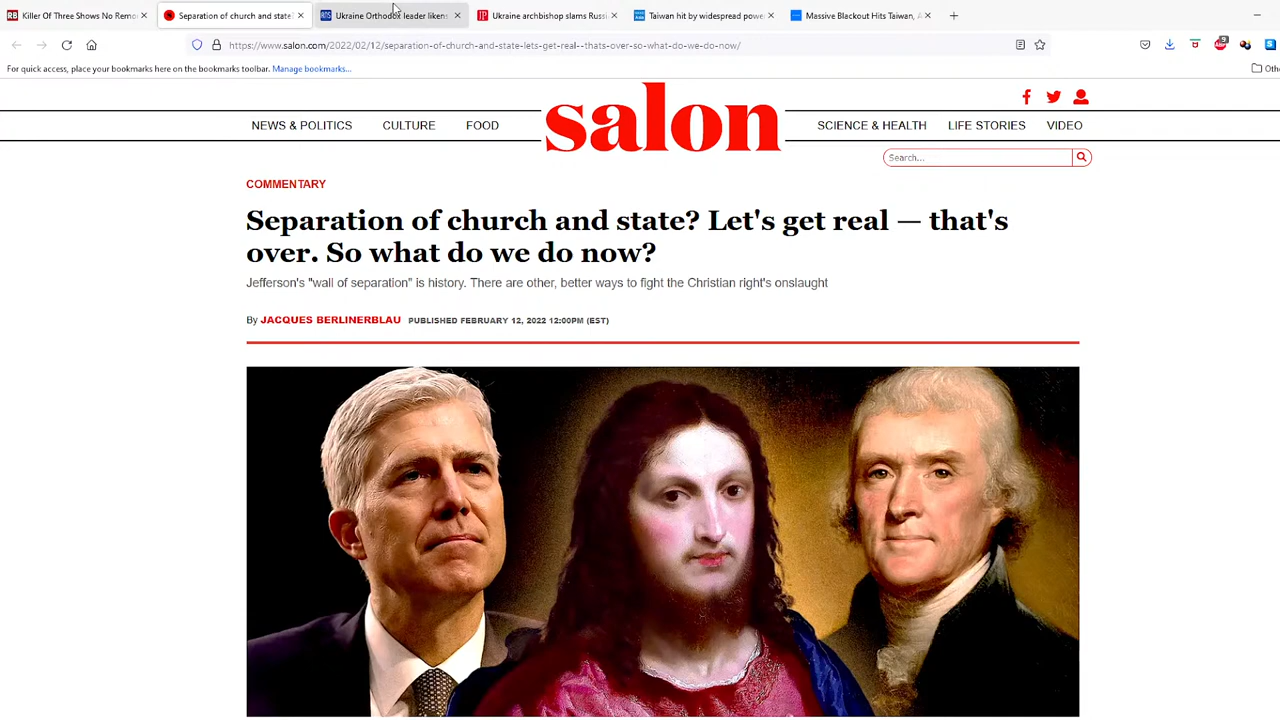 Killer Of Three Shows No Remo
Separation of church and state?
Ukraine Orthodox leader likens
Ukraine archbishop slams Russi
Taiwan hit by widespread power
Massive Blackout Hits Taiwan, A
https://www.salon.com/2022/02/12/separation-of-church-and-state-lets-get-real--thats-over-so-what-do-we-do-now/
For quick access, place your bookmarks here on the bookmarks toolbar. Manage bookmarks...
Othe
NEWS & POLITICS
CULTURE
FOOD
salon
SCIENCE & HEALTH
LIFE STORIES
VIDEO
Search...
COMMENTARY
Separation of church and state? Let's get real — that's
over. So what do we do now?
Jefferson's "wall of separation" is history. There are other, better ways to fight the Christian right's onslaught
By JACQUES BERLINERBLAU PUBLISHED FEBRUARY 12, 2022 12:00PM (EST)